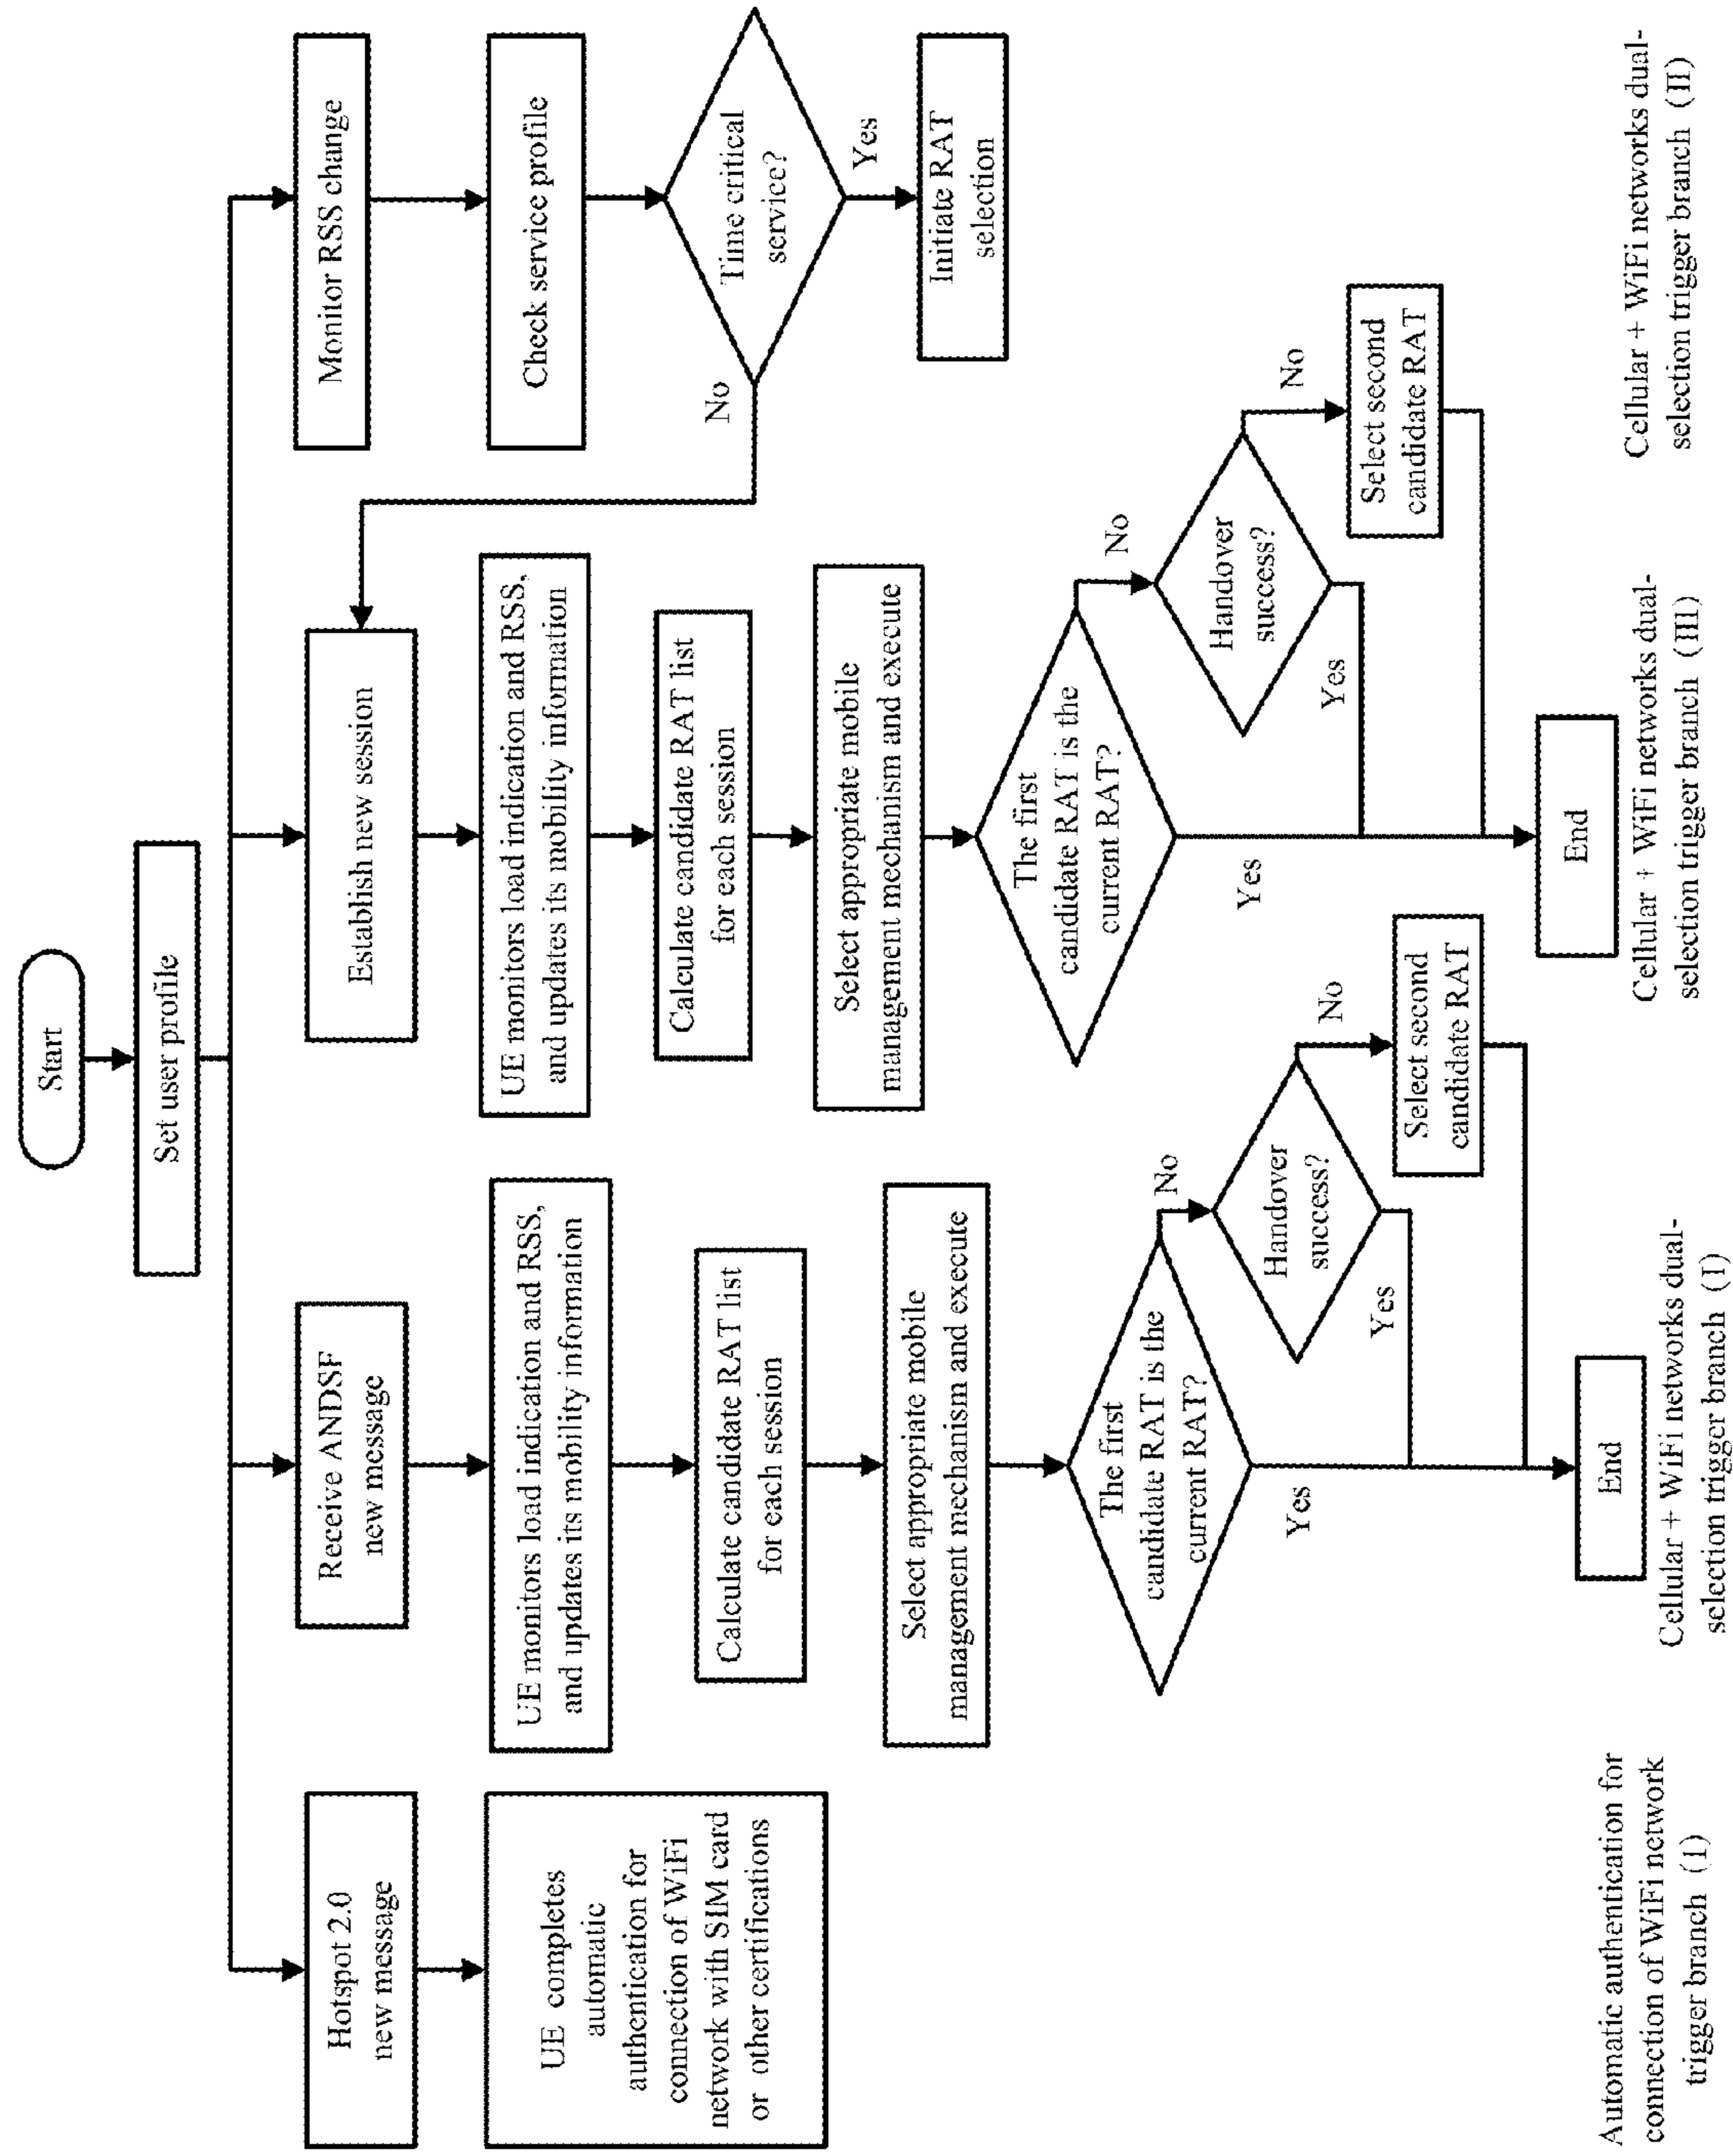 Start
Set user profile
Hotspot 2.0
new message
UE completes
automatic
authentication for
connection of WiFi
network with SIM card
or other certifications
Automatic authentication for
connection of WiFi network
trigger branch (1)
Receive ANDSF
new message
UE monitors load indication and RSS,
and updates its mobility information
Calculate candidate RAT list
for each session
Select appropriate mobile
management mechanism and execute
The first
candidate RAT is the
current RAT?
No
Yes
Handover
success?
No
Yes
Select second
candidate RAT
End
Cellular + WiFi networks dual-
selection trigger branch (I)
Establish new session
UE monitors load indication and RSS,
and updates its mobility information
Calculate candidate RAT list
for each session
Select appropriate mobile
management mechanism and execute
The first
candidate RAT is the
current RAT?
No
Yes
Handover
success?
No
Yes
Select second
candidate RAT
End
Cellular + WiFi networks dual-
selection trigger branch (III)
Monitor RSS change
Check service profile
Time critical
service?
No
Yes
Initiate RAT
selection
Cellular + WiFi networks dual-
selection trigger branch (II)